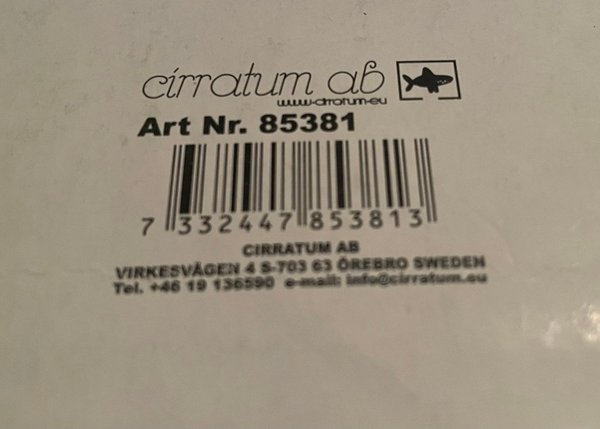 cirratum ab
www.cirratum.eu
Art Nr. 85381
7 332447 853813
CIRRATUM AB
VIRKESVÄGEN 4 S-703 63 ÖREBRO SWEDEN
Tel. +46 19 136590 e-mail: info@cirratum.eu